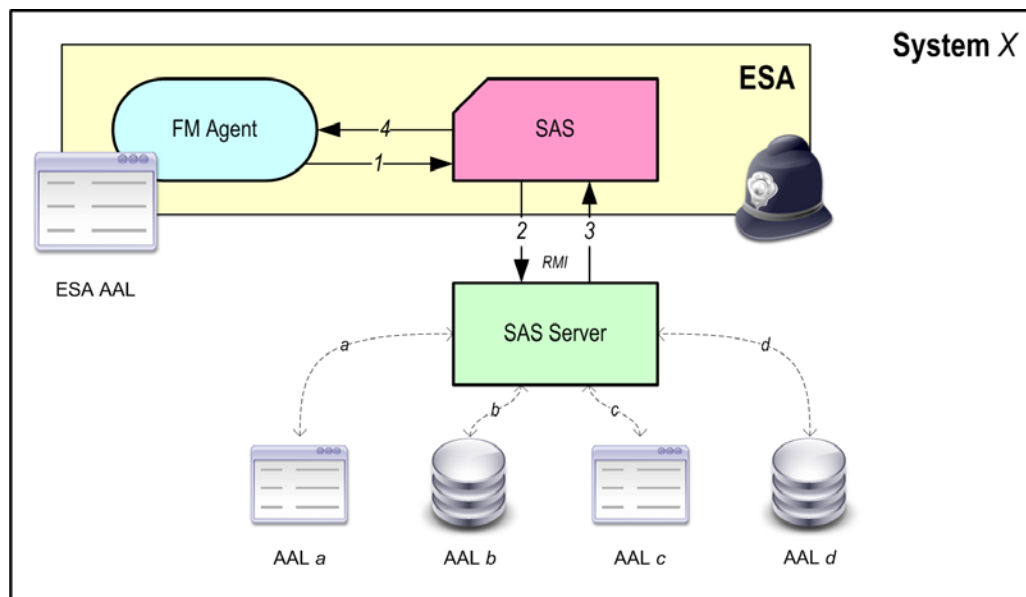 System X
ESA
FM Agent
SAS
4
1
2
3
RMI
ESA AAL
SAS Server
a
d
b
c
AAL a
AAL b
AAL c
AAL d